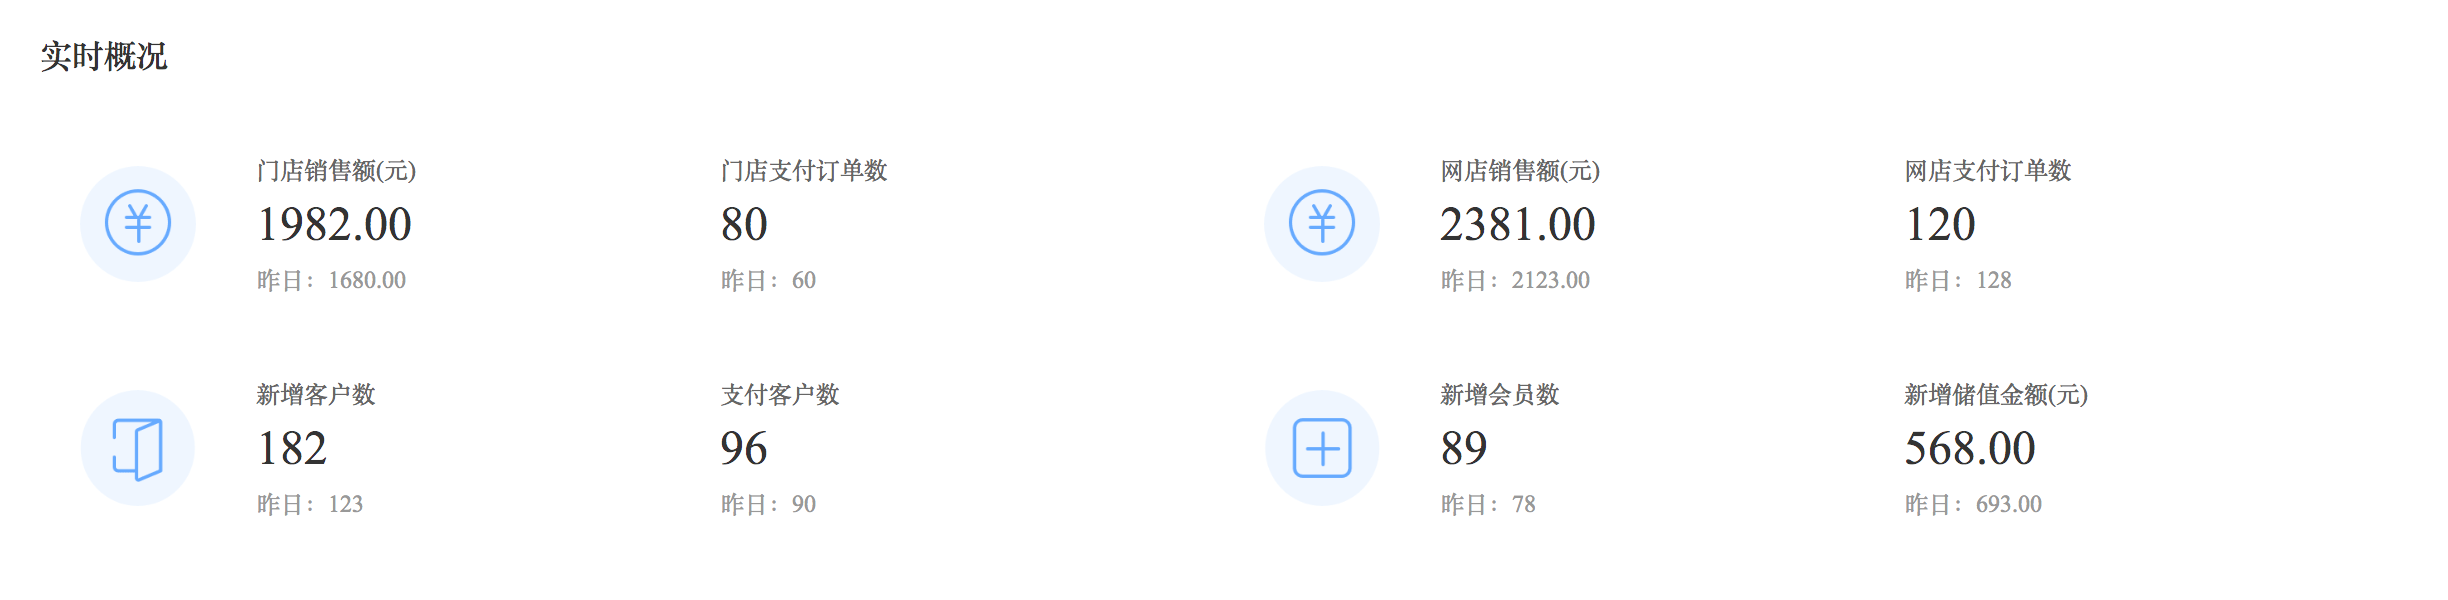 实时概况
门店销售额(元)
1982.00
昨日：1680.00
门店支付订单数
80
昨日：60
网店销售额(元)
2381.00
昨日：2123.00
网店支付订单数
120
昨日：128
新增客户数
182
昨日：123
支付客户数
96
昨日：90
新增会员数
89
昨日：78
新增储值金额(元)
568.00
昨日：693.00